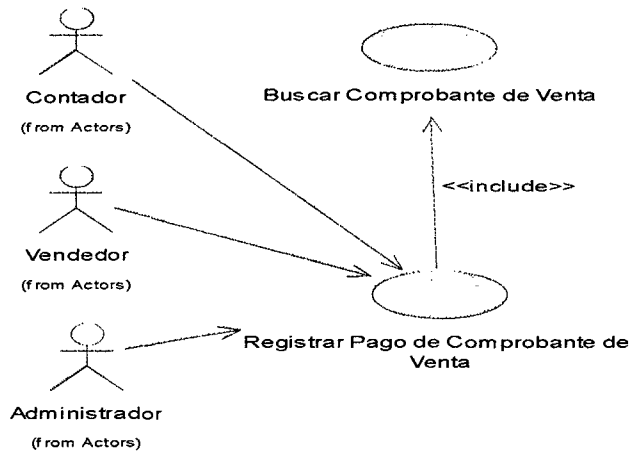 Contador
(from Actors)
Buscar Comprobante de Venta
<<include>>
Vendedor
(from Actors)
Registrar Pago de Comprobante de
Venta
Administrador
(from Actors)